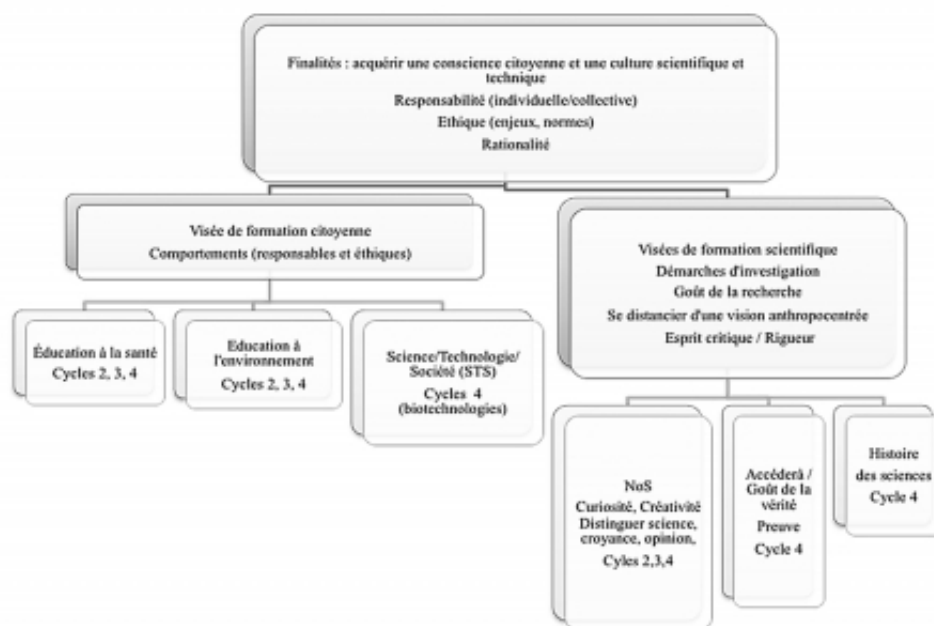 Finalités : acquérir une conscience citoyenne et une culture scientifique et
technique
Responsabilité (individuelle/collective)
Ethique (enjeux, normes)
Rationalité
Visée de formation citoyenne
Comportements (responsables et éthiques)
Visées de formation scientifique
Démarches d'investigation
Goût de la recherche
Se distancier d'une vision anthropocentrée
Esprit critique / Rigueur
Éducation à la santé
Cycles 2, 3, 4
Education à
l'environnement
Cycles 2, 3, 4
Science/Technologie/
Société (STS)
Cycles 4
(biotechnologies)
NoS
Curiosité, Créativité
Distinguer science,
croyance, opinion,
Cyles 2,3,4
Accéderà /
Goût de la
vérité
Preuve
Cycle 4
Histoire
des sciences
Cycle 4